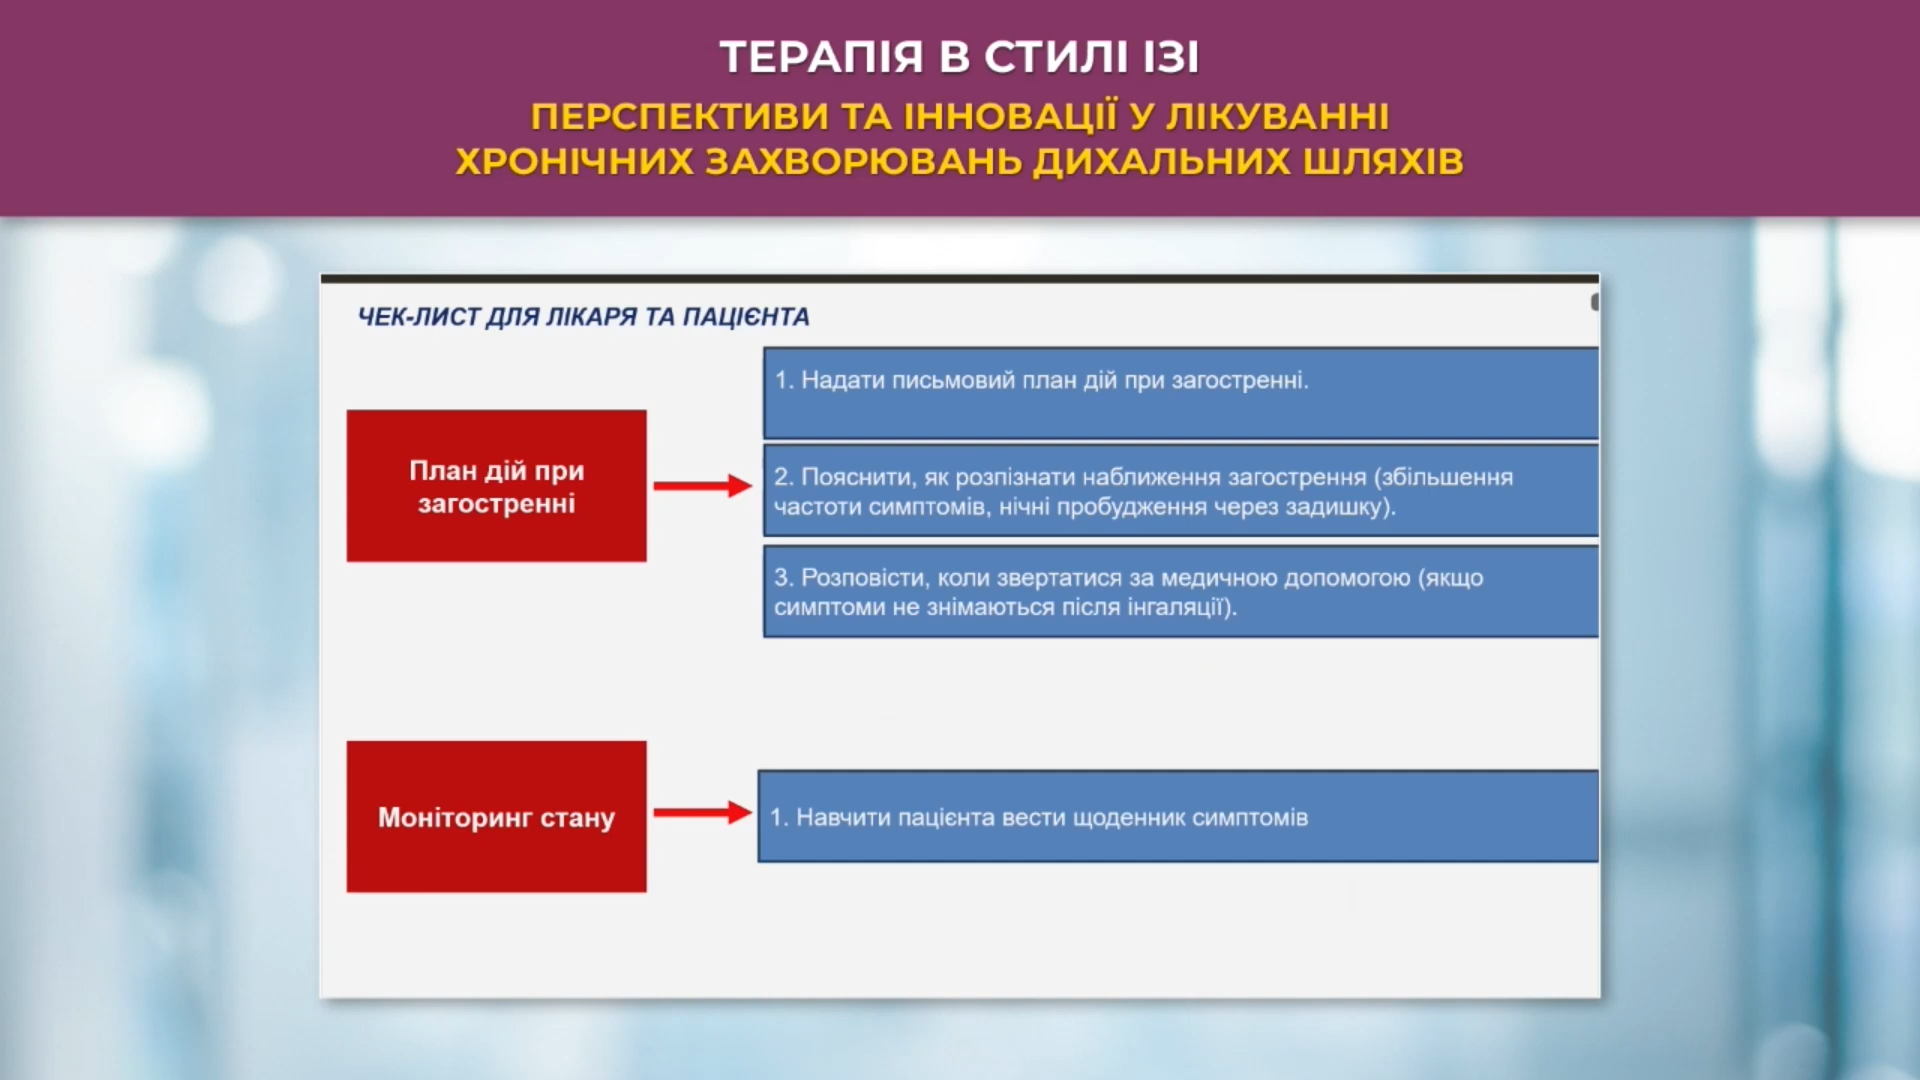 ТЕРАПІЯ В СТИЛІ ІЗІ
ПЕРСПЕКТИВИ ТА ІННОВАЦІЇ У ЛІКУВАННІ
ХРОНІЧНИХ ЗАХВОРЮВАНЬ ДИХАЛЬНИХ ШЛЯХІВ
ЧЕК-ЛИСТ ДЛЯ ЛІКАРЯ ТА ПАЦІЄНТА
План дій при
загостренні
1. Надати письмовий план дій при загостренні.
2. Пояснити, як розпізнати наближення загострення (збільшення
частоти симптомів, нічні пробудження через задишку).
3. Розповісти, коли звертатися за медичною допомогою (якщо
симптоми не знімаються після інгаляції).
Моніторинг стану
1. Навчити пацієнта вести щоденник симптомів